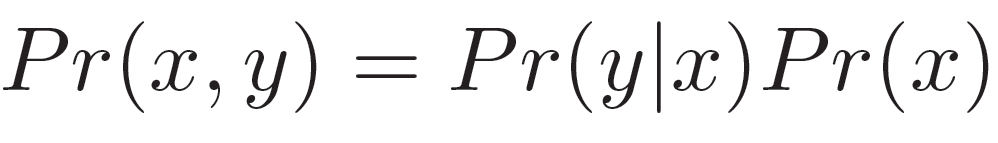 Pr(x, y) = Pr(y|x)Pr(x)